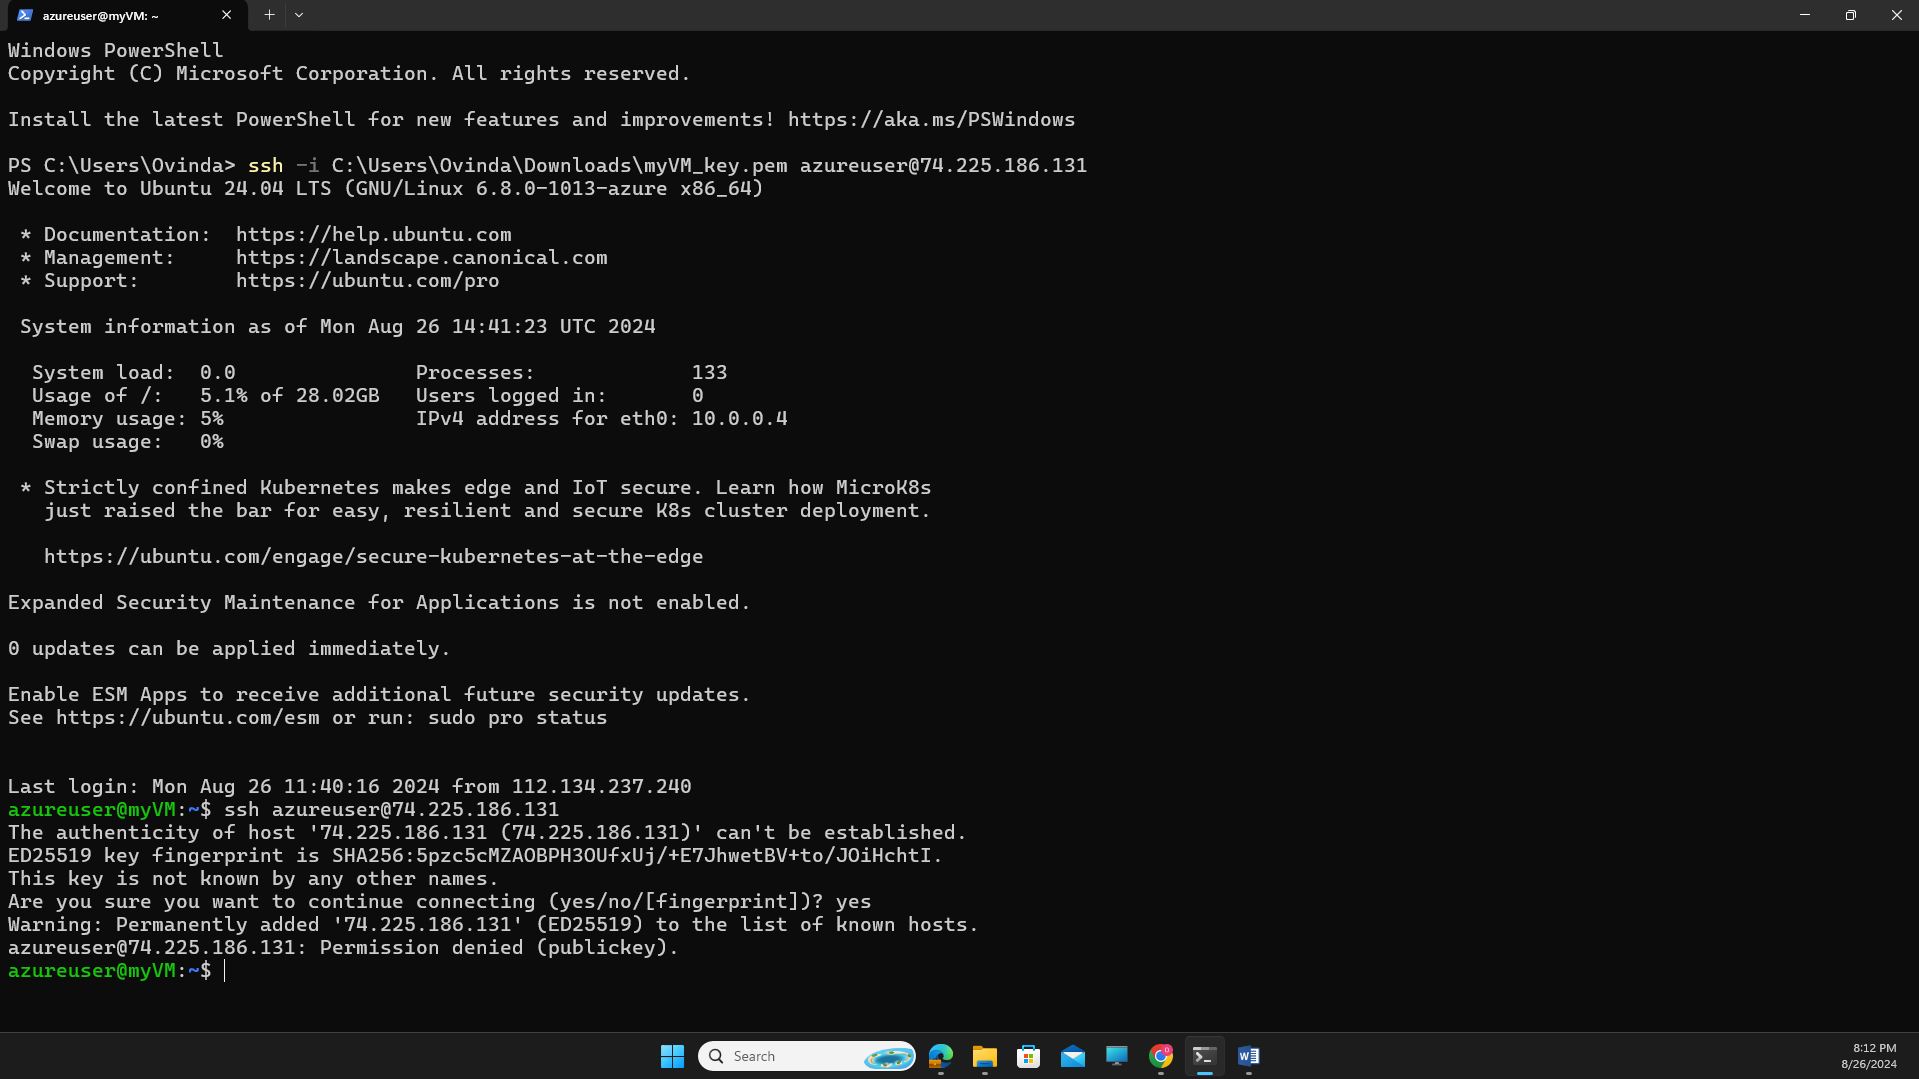 azureuser@myVM: ~
Windows PowerShell
Copyright (C) Microsoft Corporation. All rights reserved.
Install the latest PowerShell for new features and improvements! https://aka.ms/PSWindows
PS C:\Users\Ovinda> ssh -i C:\Users\Ovinda\Downloads\myVM_key.pem azureuser@74.225.186.131
Welcome to Ubuntu 24.04 LTS (GNU/Linux 6.8.0-1013-azure x86_64)
* Documentation:  https://help.ubuntu.com
* Management:     https://landscape.canonical.com
* Support:        https://ubuntu.com/pro
System information as of Mon Aug 26 14:41:23 UTC 2024
System load:  0.0               Processes:             133
Usage of /:   5.1% of 28.02GB   Users logged in:       0
Memory usage: 5%                IPv4 address for eth0: 10.0.0.4
Swap usage:   0%
* Strictly confined Kubernetes makes edge and IoT secure. Learn how MicroK8s
just raised the bar for easy, resilient and secure K8s cluster deployment.
https://ubuntu.com/engage/secure-kubernetes-at-the-edge
Expanded Security Maintenance for Applications is not enabled.
0 updates can be applied immediately.
Enable ESM Apps to receive additional future security updates.
See https://ubuntu.com/esm or run: sudo pro status
Last login: Mon Aug 26 11:40:16 2024 from 112.134.237.240
azureuser@myVM:~$ ssh azureuser@74.225.186.131
The authenticity of host '74.225.186.131 (74.225.186.131)' can't be established.
ED25519 key fingerprint is SHA256:5pzc5cMZAOBPH3OUfxUj/+E7JhwetBV+to/JOiHchtI.
This key is not known by any other names.
Are you sure you want to continue connecting (yes/no/[fingerprint])? yes
Warning: Permanently added '74.225.186.131' (ED25519) to the list of known hosts.
azureuser@74.225.186.131: Permission denied (publickey).
azureuser@myVM:~$
Search
8:12 PM
8/26/2024